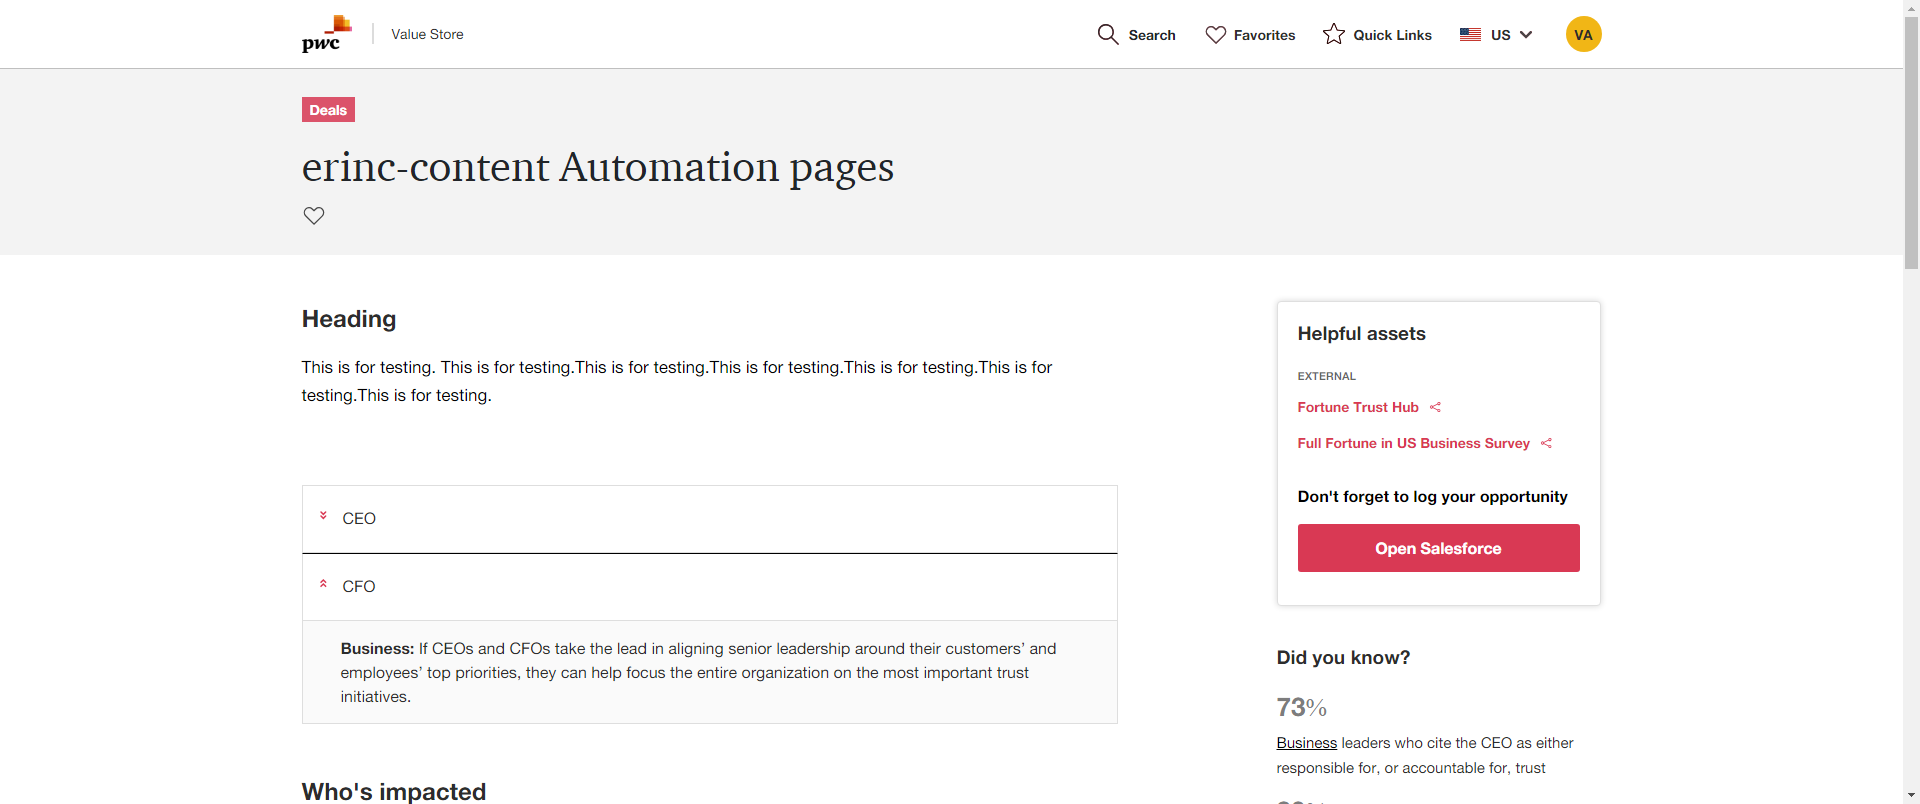 pwc
Value Store
Search
Favorites
Quick Links
US
VA
Deals
erinc-content Automation pages
Heading
This is for testing. This is for testing.This is for testing.This is for testing.This is for testing.This is for
testing.This is for testing.
CEO
CFO
Business: If CEOs and CFOs take the lead in aligning senior leadership around their customers’ and
employees’ top priorities, they can help focus the entire organization on the most important trust
initiatives.
Who's impacted
Helpful assets
EXTERNAL
Fortune Trust Hub
Full Fortune in US Business Survey
Don't forget to log your opportunity
Open Salesforce
Did you know?
73%
Business leaders who cite the CEO as either
responsible for, or accountable for, trust